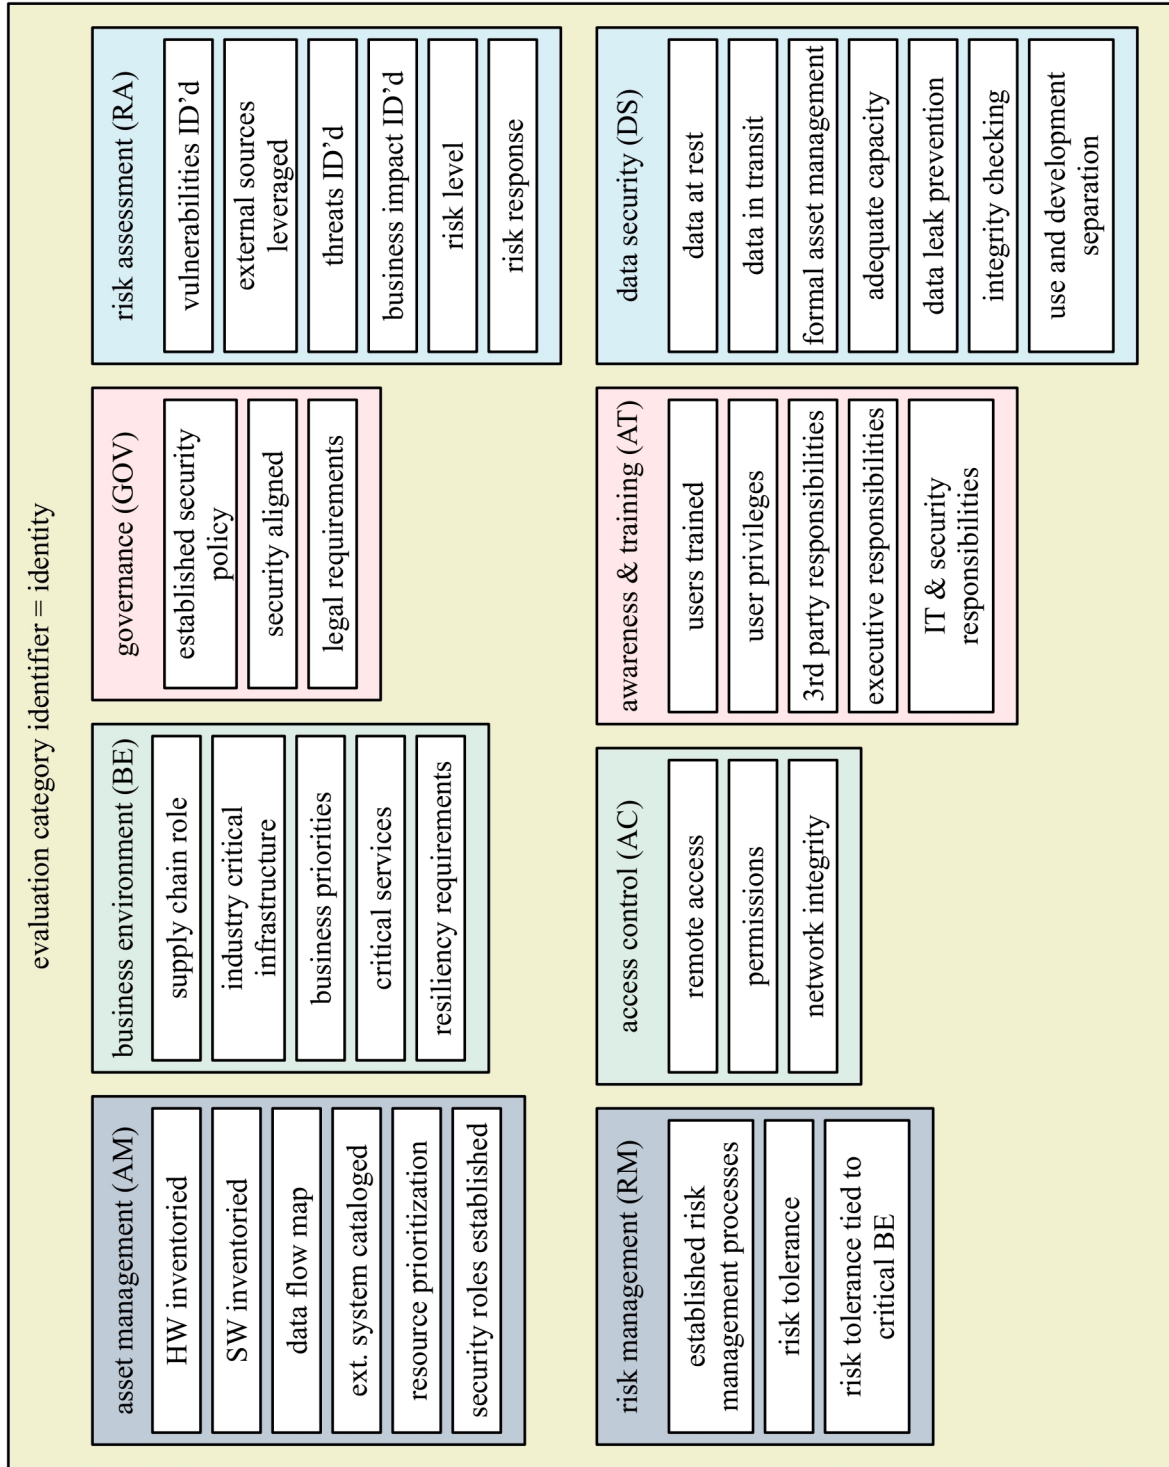 evaluation category identifier = identity
asset management (AM)
HW inventoried
SW inventoried
data flow map
ext. system cataloged
resource prioritization
security roles established
business environment (BE)
supply chain role
industry critical
infrastructure
business priorities
critical services
resiliency requirements
governance (GOV)
established security
policy
security aligned
legal requirements
risk assessment (RA)
vulnerabilities ID’d
external sources
leveraged
threats ID’d
business impact ID’d
risk level
risk response
risk management (RM)
established risk
management processes
risk tolerance
risk tolerance tied to
critical BE
access control (AC)
remote access
permissions
network integrity
awareness & training (AT)
users trained
user privileges
3rd party responsibilities
executive responsibilities
IT & security
responsibilities
data security (DS)
data at rest
data in transit
formal asset management
adequate capacity
data leak prevention
integrity checking
use and development
separation